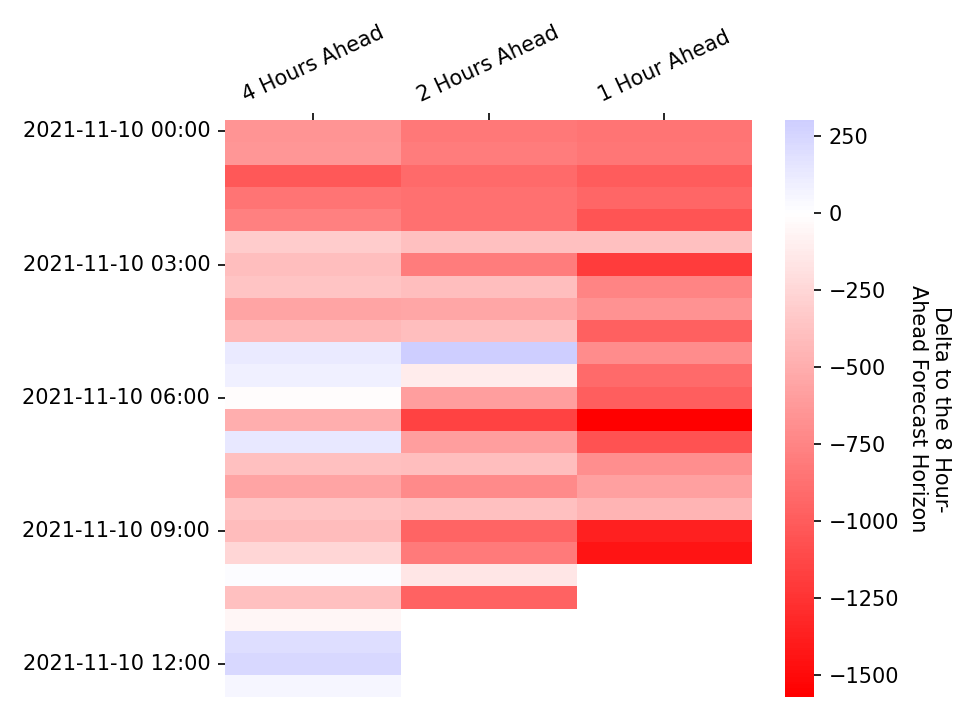 4 Hours Ahead
2 Hours Ahead
1 Hour Ahead
2021-11-10 00:00
2021-11-10 03:00
2021-11-10 06:00
2021-11-10 09:00
2021-11-10 12:00
250
0
−250
−500
−750
−1000
−1250
−1500
Delta to the 8 Hour-
Ahead Forecast Horizon